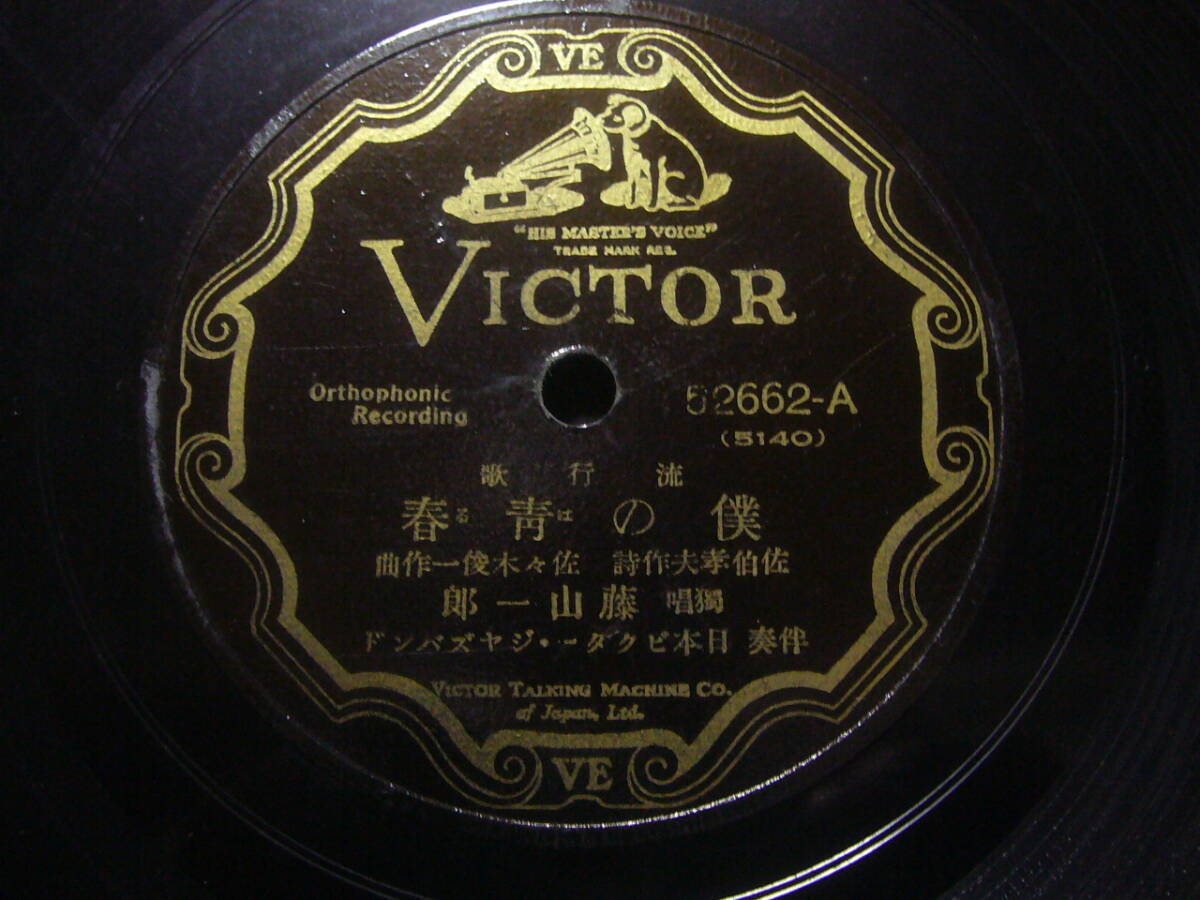 VE
"HIS MASTER'S VOICE"
TRADE MARK REG.
VICTOR
Orthophonic
Recording
52662-A
(5140)
流行歌
僕の青春
はる
佐伯孝夫作詩 佐々木俊一作曲
獨唱 藤山一郎
伴奏 日本ビクター・ジヤズバンド
VICTOR TALKING MACHINE CO.
of Japan, Ltd.
VE